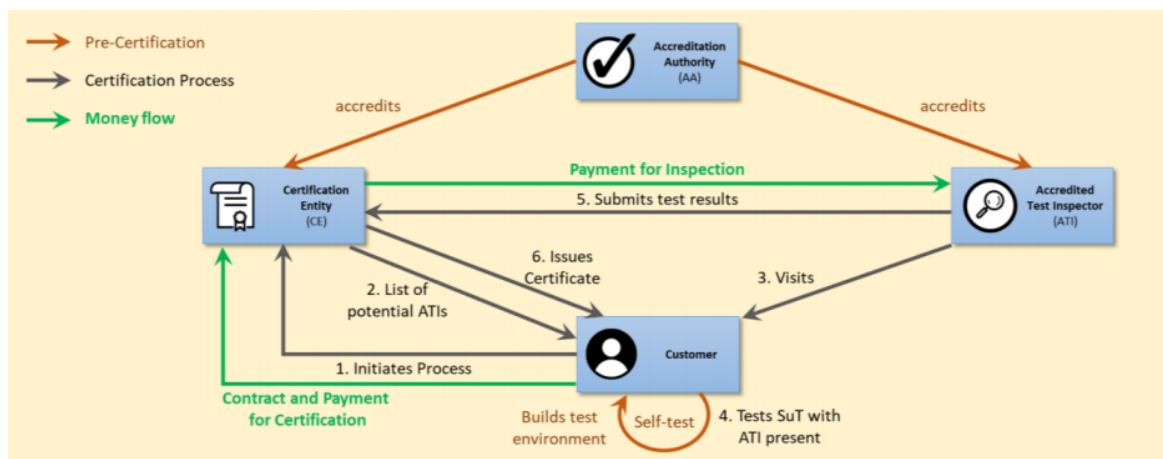 Pre-Certification
Certification Process
Money flow
Accreditation
Authority
(AA)
accredits
accredits
Certification
Entity
(CE)
Payment for Inspection
5. Submits test results
Accredited
Test Inspector
(ATI)
6. Issues
Certificate
2. List of
potential ATIs
3. Visits
Customer
1. Initiates Process
Contract and Payment
for Certification
Builds test
environment
Self-test
4. Tests SuT with
ATI present